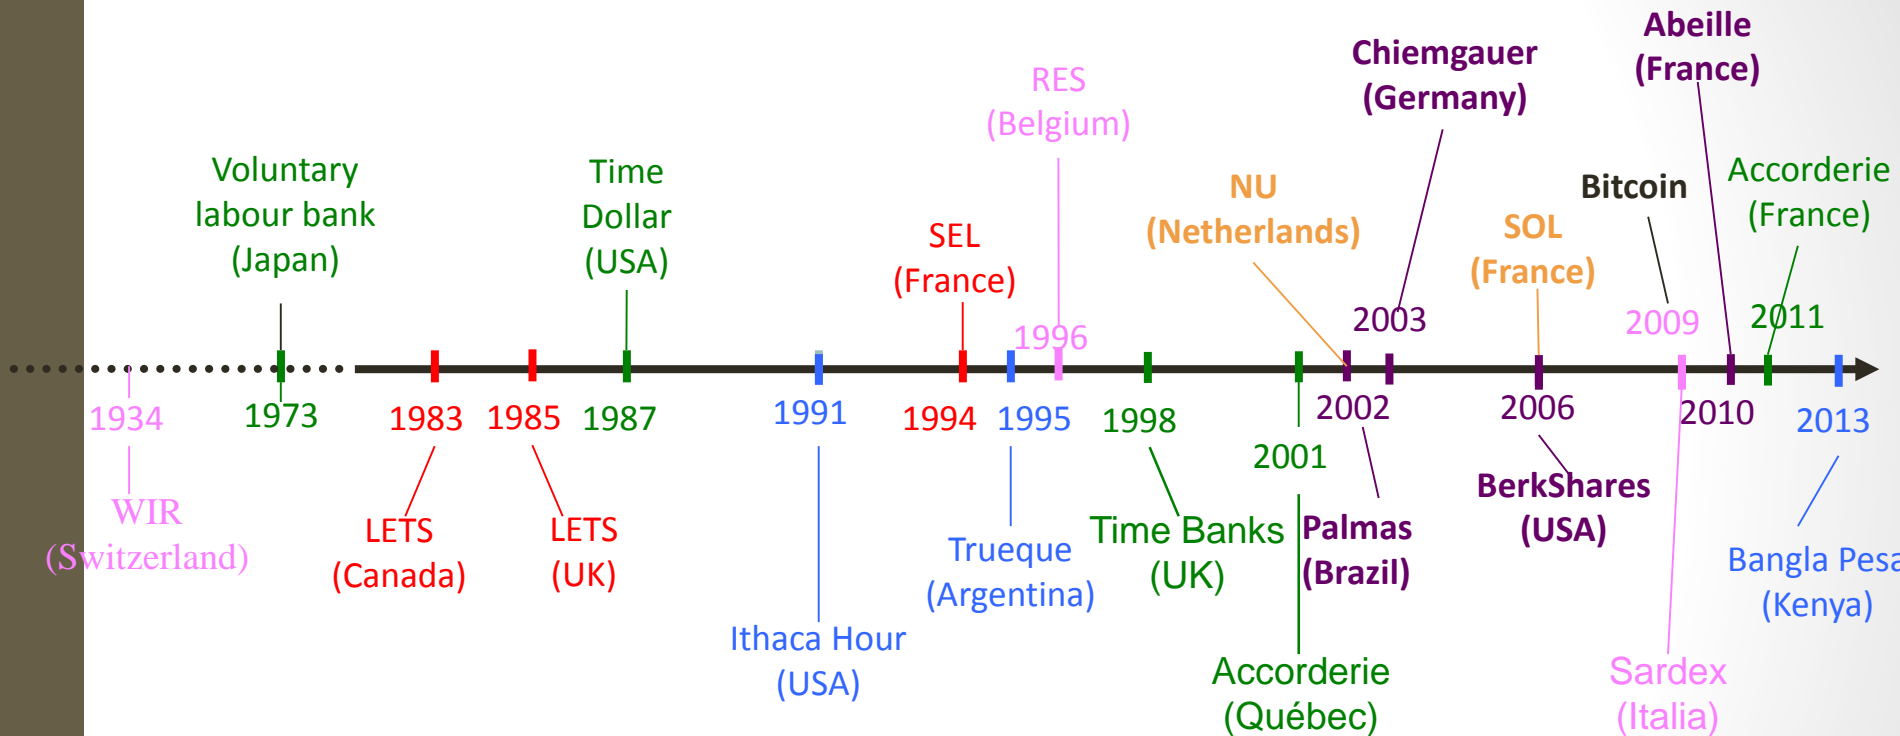 Abeille
(France)
Chiemgauer
(Germany)
RES
(Belgium)
Voluntary
labour bank
(Japan)
Time
Dollar
(USA)
NU
(Netherlands)
Bitcoin
Accorderie
(France)
SEL
(France)
SOL
(France)
1996
2003
2009
2011
1934
1973
1983
1985
1987
1991
1994
1995
1998
2001
2002
2006
2010
2013
WIR
(Switzerland)
LETS
(Canada)
LETS
(UK)
Ithaca Hour
(USA)
Trueque
(Argentina)
Time Banks
(UK)
Accorderie
(Québec)
Palmas
(Brazil)
BerkShares
(USA)
Sardex
(Italia)
Bangla Pesa
(Kenya)